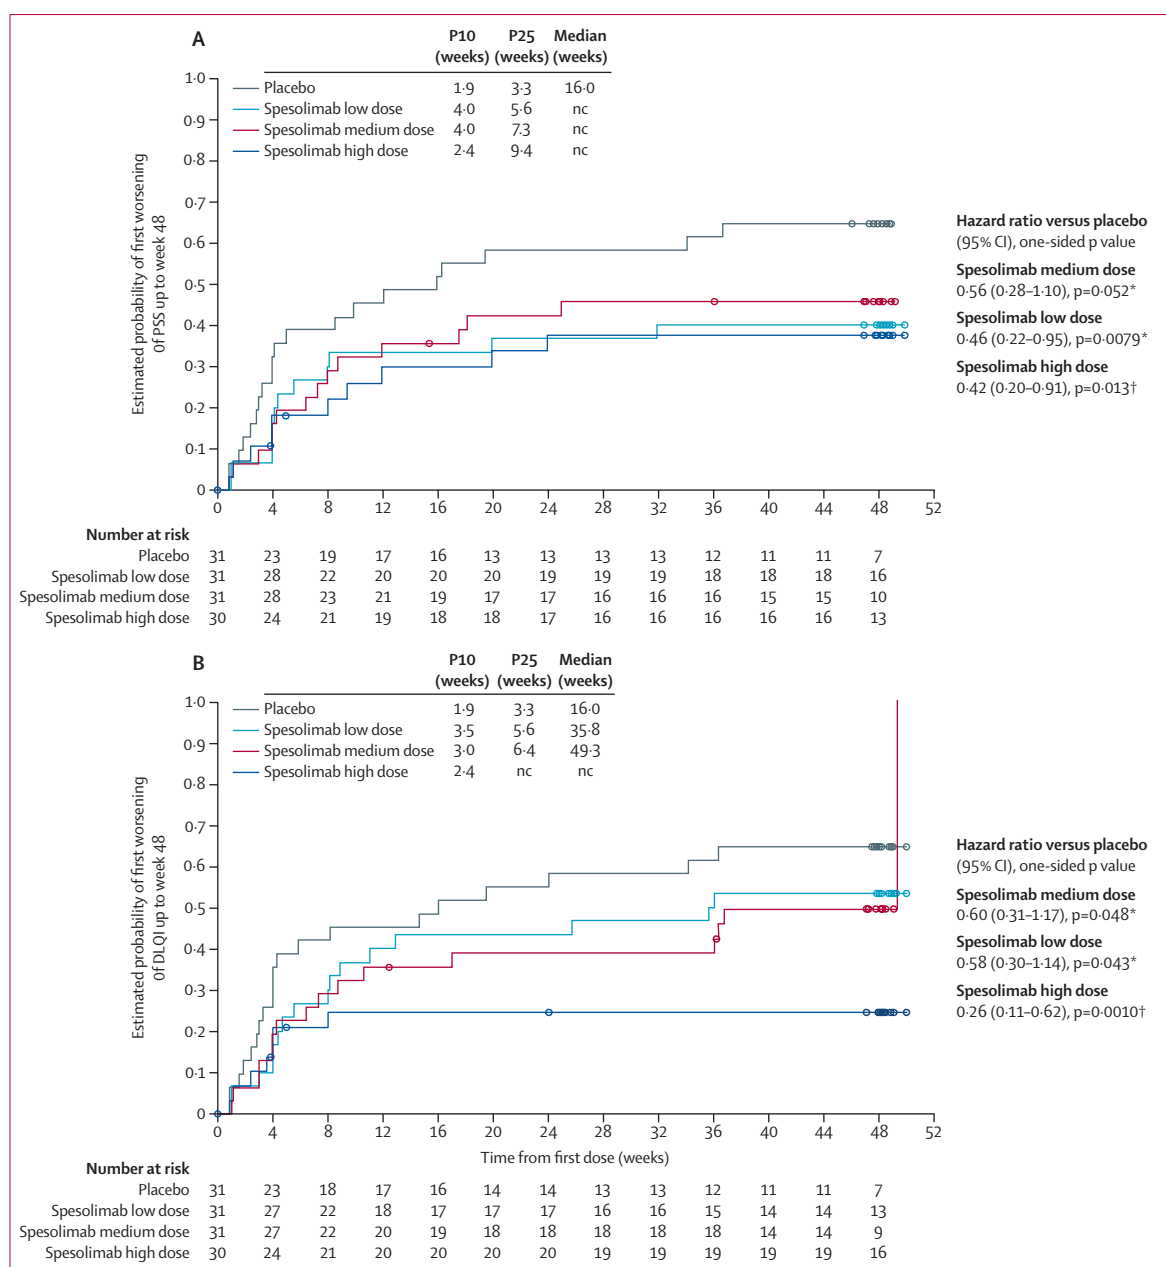 A
P10 P25 Median
(weeks) (weeks) (weeks)
Placebo 1·9 3·3 16·0
Spesolimab low dose 4·0 5·6 nc
Spesolimab medium dose 4·0 7·3 nc
Spesolimab high dose 2·4 9·4 nc
Estimated probability of first worsening
0f PSS up to week 48
1·0
0·9
0·8
0·7
0·6
0·5
0·4
0·3
0·2
0·1
0
0 4 8 12 16 20 24 28 32 36 40 44 48 52
Hazard ratio versus placebo
(95% CI), one-sided p value
Spesolimab medium dose
0·56 (0·28–1·10), p=0·052*
Spesolimab low dose
0·46 (0·22–0·95), p=0·0079*
Spesolimab high dose
0·42 (0·20–0·91), p=0·013†
Number at risk
Placebo 31 23 19 17 16 13 13 13 13 12 11 11 7
Spesolimab low dose 31 28 22 20 20 20 19 19 19 18 18 18 16
Spesolimab medium dose 31 28 23 21 19 17 17 16 16 16 15 15 10
Spesolimab high dose 30 24 21 19 18 18 17 16 16 16 16 16 13
B
P10 P25 Median
(weeks) (weeks) (weeks)
Placebo 1·9 3·3 16·0
Spesolimab low dose 3·5 5·6 35·8
Spesolimab medium dose 3·0 6·4 49·3
Spesolimab high dose 2·4 nc nc
Estimated probability of first worsening
0f DLQI up to week 48
1·0
0·9
0·8
0·7
0·6
0·5
0·4
0·3
0·2
0·1
0
0 4 8 12 16 20 24 28 32 36 40 44 48 52
Time from first dose (weeks)
Hazard ratio versus placebo
(95% CI), one-sided p value
Spesolimab medium dose
0·60 (0·31–1·17), p=0·048*
Spesolimab low dose
0·58 (0·30–1·14), p=0·043*
Spesolimab high dose
0·26 (0·11–0·62), p=0·0010†
Number at risk
Placebo 31 23 18 17 16 14 14 13 13 12 11 11 7
Spesolimab low dose 31 27 22 18 17 17 17 16 16 15 14 14 13
Spesolimab medium dose 31 27 22 20 19 18 18 18 18 18 14 14 9
Spesolimab high dose 30 24 21 20 20 20 20 19 19 19 19 19 16